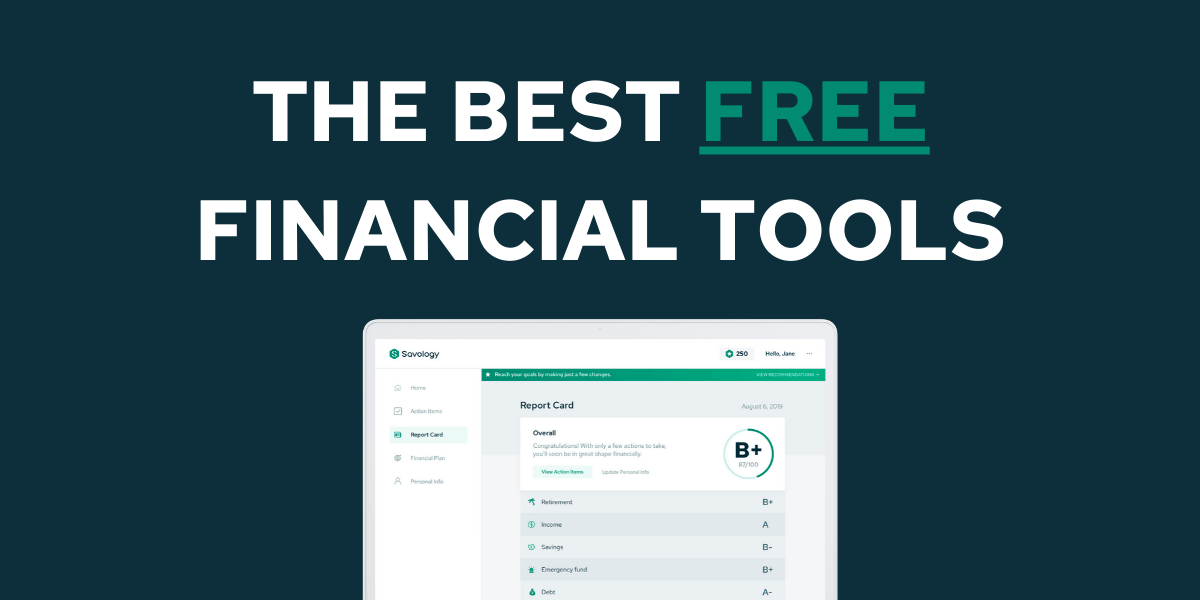 THE BEST FREE
FINANCIAL TOOLS
Savology
250
Hello, Jane
Reach your goals by making just a few changes.
VIEW RECOMMENDATIONS
Home
Action Items
Report Card
Financial Plan
Personal Info
Report Card
August 6, 2019
Overall
Congratulations! With only a few actions to take,
you'll soon be in great shape financially.
View Action Items
Update Personal Info
B+
87/100
Retirement B+
Income A
Savings B-
Emergency fund B+
Debt A-